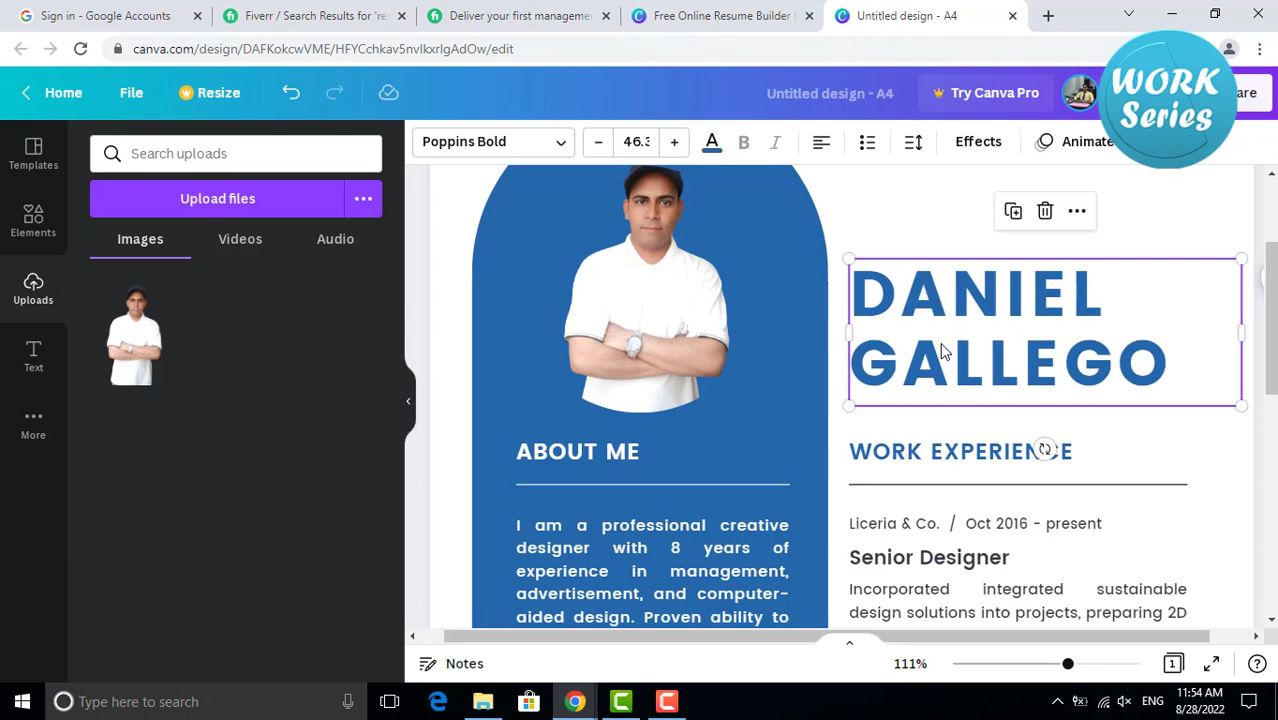 Sign in - Google Accounts
Fiverr / Search Results for 're
Deliver your first manageme
Free Online Resume Builder |
Untitled design - A4
canva.com/design/DAFKokcwVME/HFYCchkav5nvlkxrlgAdOw/edit
Home
File
Resize
Untitled design - A4
Try Canva Pro
are
WORK
Series
Templates
Elements
Uploads
Text
More
Search uploads
Upload files
Images
Videos
Audio
Poppins Bold
46.3
A
B
I
Effects
Animate
DANIEL
GALLEGO
ABOUT ME
I am a professional creative
designer with 8 years of
experience in management,
advertisement, and computer-
aided design. Proven ability to
WORK EXPERIENCE
Liceria & Co. / Oct 2016 - present
Senior Designer
Incorporated integrated sustainable
design solutions into projects, preparing 2D
Notes
111%
1
Type here to search
ENG
11:54 AM
8/28/2022